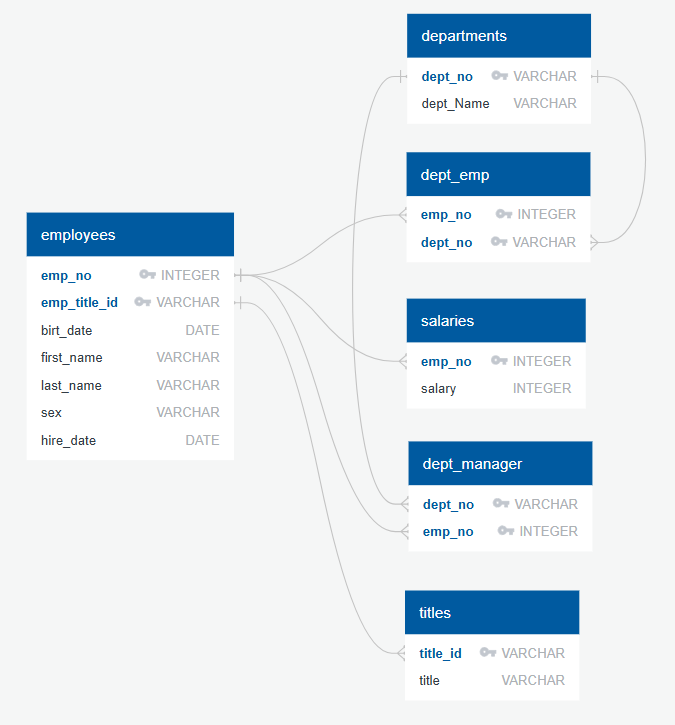 departments
dept_no VARCHAR
dept_Name VARCHAR
dept_emp
emp_no INTEGER
dept_no VARCHAR
employees
emp_no INTEGER
emp_title_id VARCHAR
birt_date DATE
first_name VARCHAR
last_name VARCHAR
sex VARCHAR
hire_date DATE
salaries
emp_no INTEGER
salary INTEGER
dept_manager
dept_no VARCHAR
emp_no INTEGER
titles
title_id VARCHAR
title VARCHAR